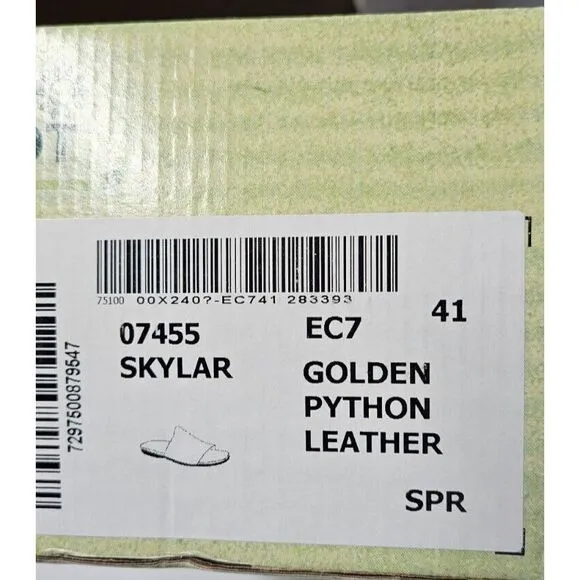 75100 00X240?-EC741 283393
07455 EC7 41
SKYLAR GOLDEN
PYTHON
LEATHER
SPR
7297500879547